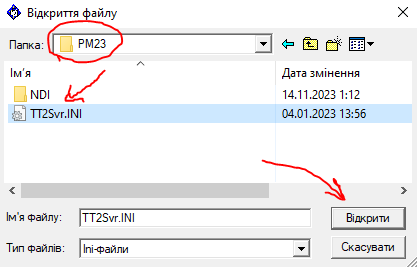 Відкриття файлу
Папка: PM23
Ім'я Дата змінення
NDI 14.11.2023 1:12
TT2Svr.INI 04.01.2023 13:56
Ім'я файлу: TT2Svr.INI Відкрити
Тип файлів: Ini-файли Скасувати